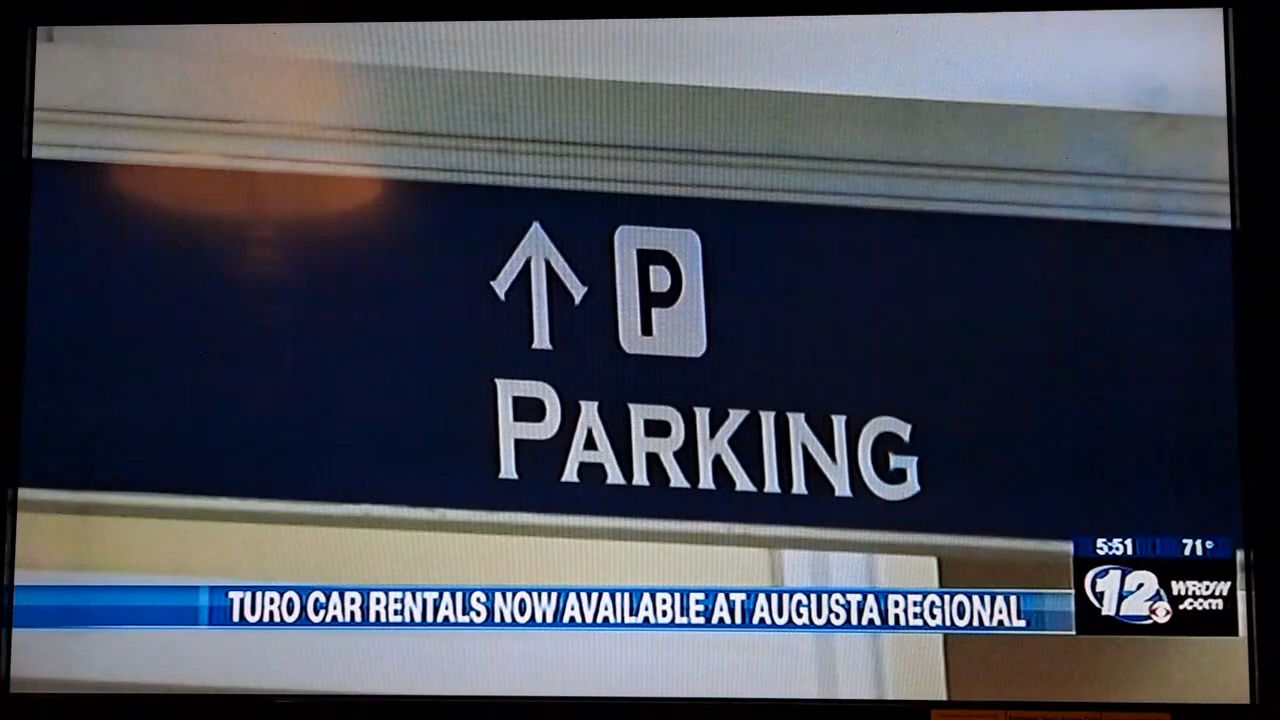 P
PARKING
5:51 71°
12 WRDW
.com
TURO CAR RENTALS NOW AVAILABLE AT AUGUSTA REGIONAL